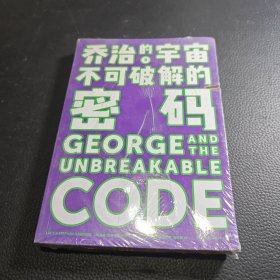 乔治的宇宙
不可破解的
密码
GEORGE AND THE
UNBREAKABLE
CODE